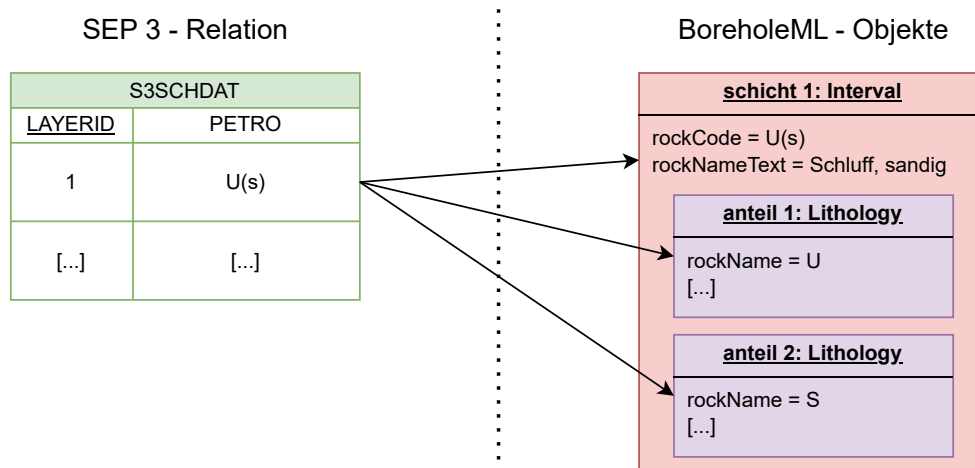 SEP 3 - Relation
S3SCHDAT
LAYERID PETRO
1 U(s)
[...] [...]
BoreholeML - Objekte
schicht 1: Interval
rockCode = U(s)
rockNameText = Schluff, sandig
anteil 1: Lithology
rockName = U
[...]
anteil 2: Lithology
rockName = S
[...]